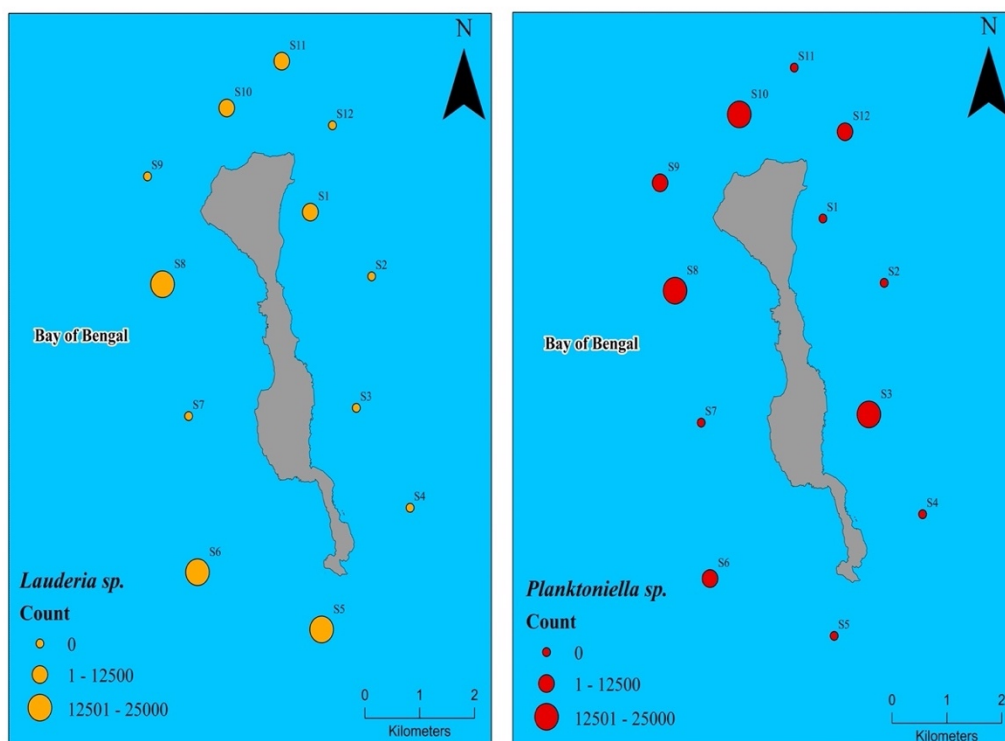 N
S11
S10
S12
S9
S1
S8
S2
Bay of Bengal
S7
S3
S4
S6
S5
Lauderia sp.
Count
0
1 - 12500
12501 - 25000
0 1 2
Kilometers
N
S11
S10
S12
S9
S1
S8
S2
Bay of Bengal
S7
S3
S4
S6
S5
Planktoniella sp.
Count
0
1 - 12500
12501 - 25000
0 1 2
Kilometers